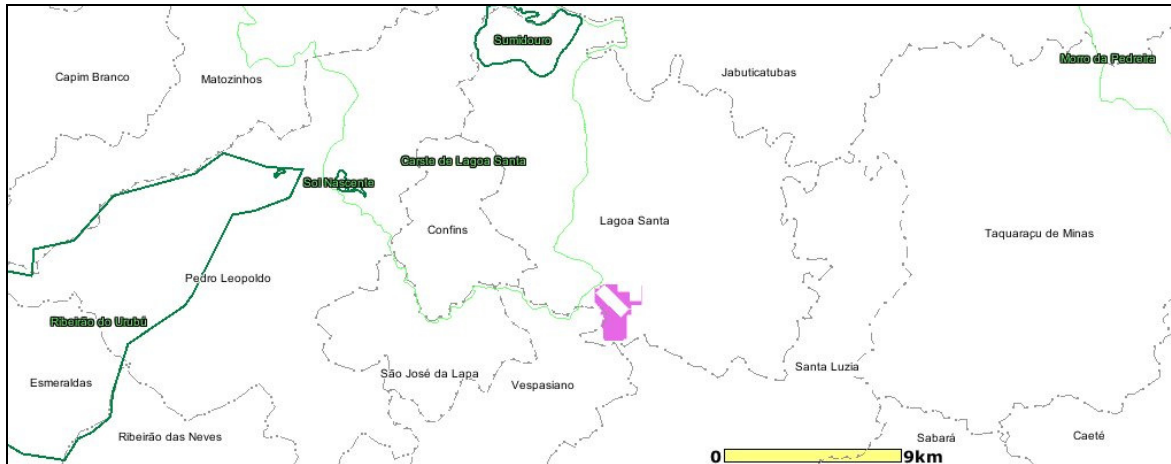 Sumidouro
Morro da Pedreira
Capim Branco
Matozinhos
Jabuticatubas
Carste de Lagoa Santa
Sol Nascente
Lagoa Santa
Confins
Taquaraçu de Minas
Pedro Leopoldo
Ribeirão do Urubú
Esmeraldas
São José da Lapa
Vespasiano
Santa Luzia
Ribeirão das Neves
Sabará
Caeté
0 9km